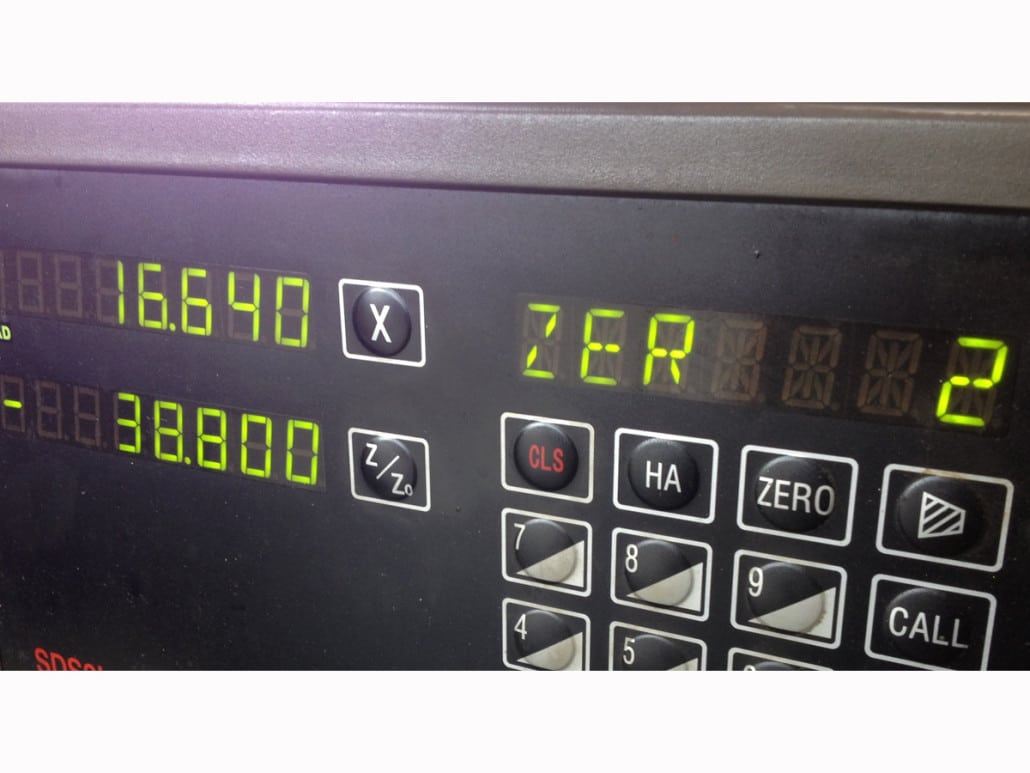 16.640 X
ZER 2
- 38.800 Z/Z0
CLS HA ZERO
7 8 9 CALL
4 5